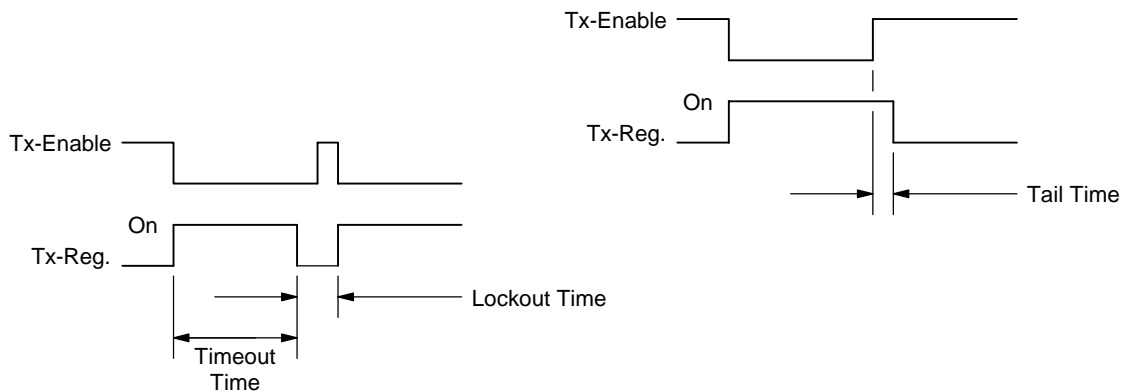 Tx-Enable
On
Tx-Reg.
Lockout Time
Timeout
Time
Tx-Enable
On
Tx-Reg.
Tail Time